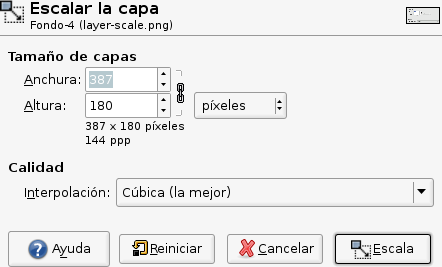 Escalar la capa
Fondo-4 (layer-scale.png)
Tamaño de capas
Anchura: 387
Altura: 180 píxeles
387 x 180 píxeles
144 ppp
Calidad
Interpolación: Cúbica (la mejor)
Ayuda Reiniciar Cancelar Escala